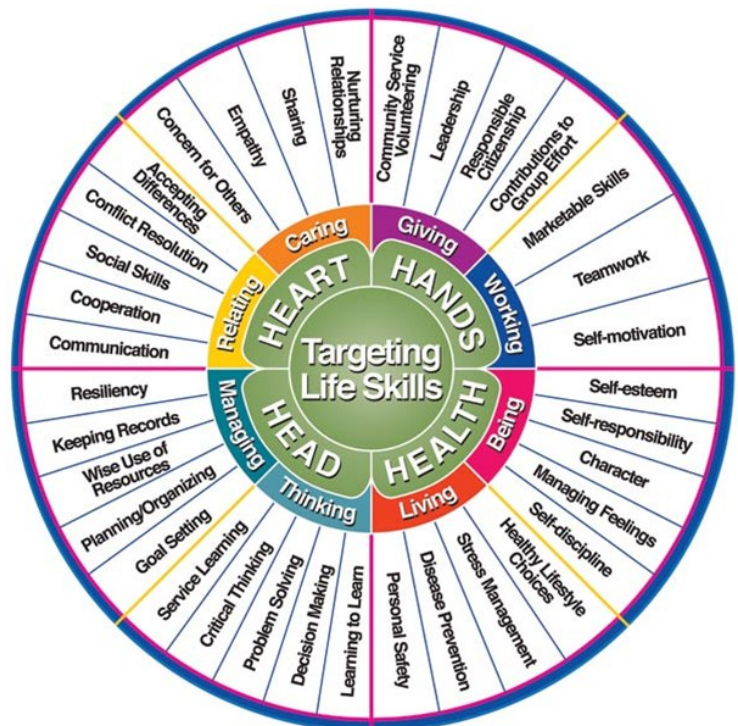 Targeting
Life Skills
HEART
HANDS
HEALTH
HEAD
Caring
Giving
Working
Being
Living
Thinking
Managing
Relating
Nurturing
Relationships
Sharing
Empathy
Concern for Others
Accepting
Differences
Conflict Resolution
Social Skills
Cooperation
Communication
Community Service
Volunteering
Leadership
Responsible
Citizenship
Contributions to
Group Effort
Marketable Skills
Teamwork
Self-motivation
Self-esteem
Self-responsibility
Character
Managing Feelings
Self-discipline
Healthy Lifestyle
Choices
Stress Management
Disease Prevention
Personal Safety
Learning to Learn
Decision Making
Problem Solving
Critical Thinking
Service Learning
Goal Setting
Planning/Organizing
Wise Use of
Resources
Keeping Records
Resiliency